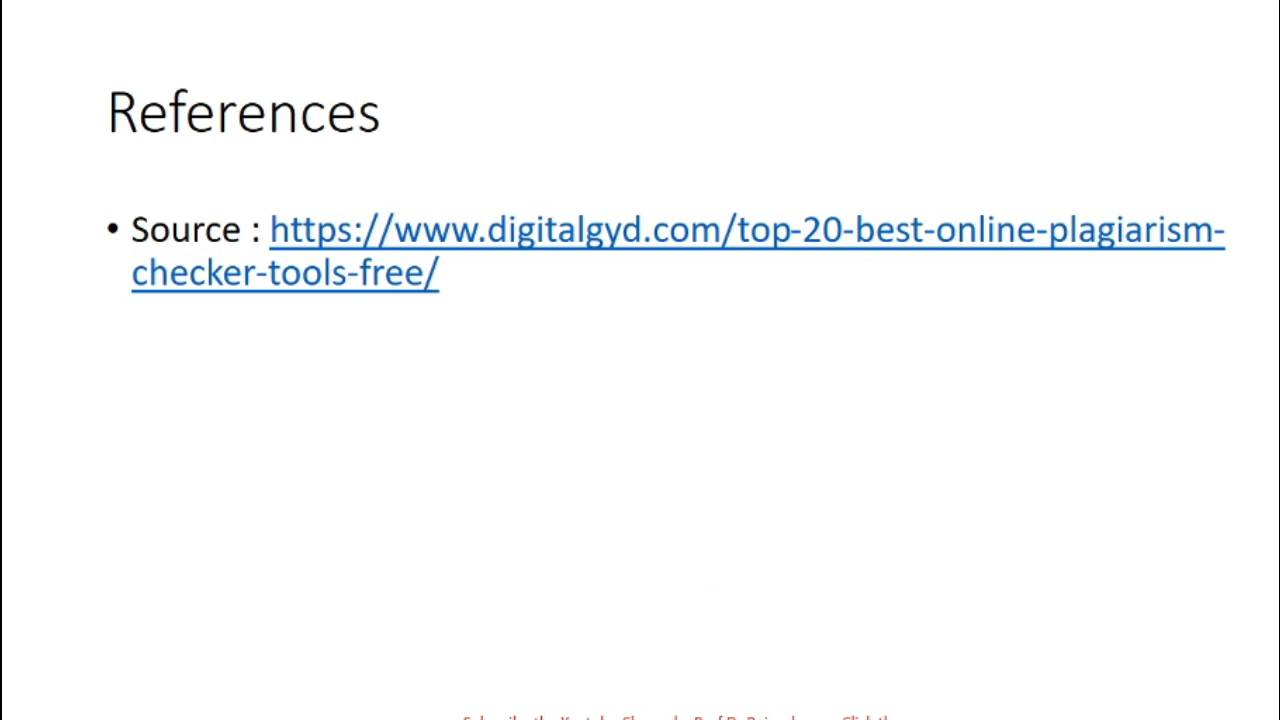 References
• Source : https://www.digitalgyd.com/top-20-best-online-plagiarism-
checker-tools-free/